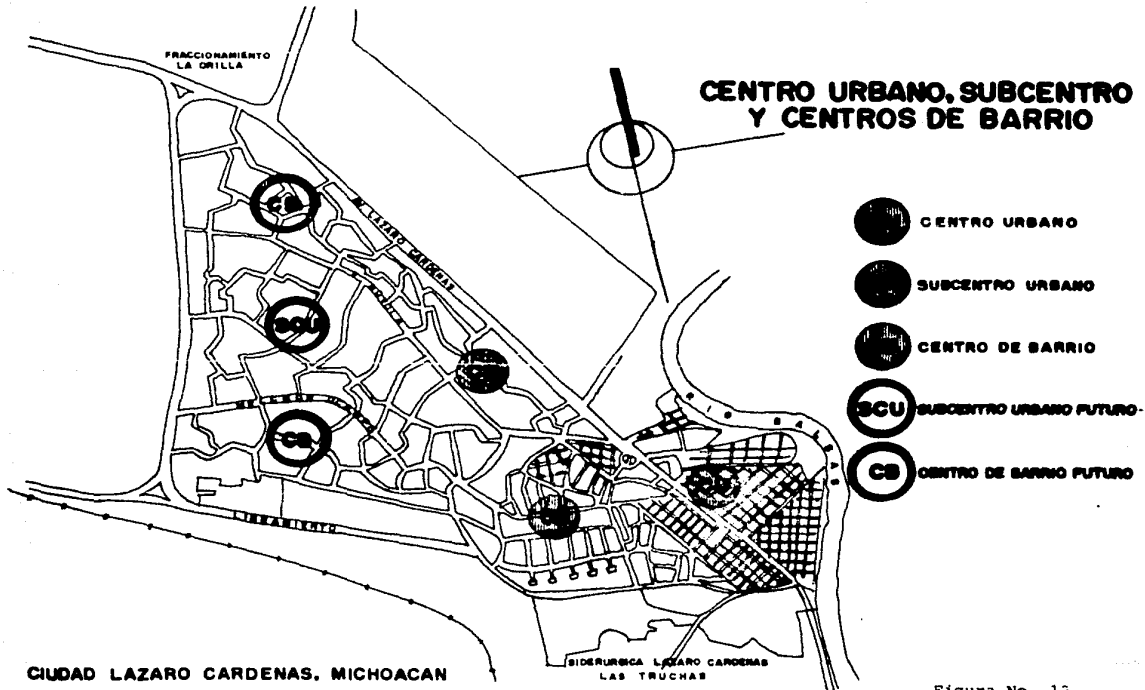 FRACCIONAMIENTO
LA ORILLA
CENTRO URBANO, SUBCENTRO
Y CENTROS DE BARRIO
CENTRO URBANO
SUBCENTRO URBANO
CENTRO DE BARRIO
SCU SUBCENTRO URBANO FUTURO
CB CENTRO DE BARRIO FUTURO
CB
SCU
CB
LAZARO CARDENAS
RIO BALSAS
LIBRAMIENTO
SIDERURGICA LAZARO CARDENAS
LAS TRUCHAS
CIUDAD LAZARO CARDENAS, MICHOACAN
Figura No. 13